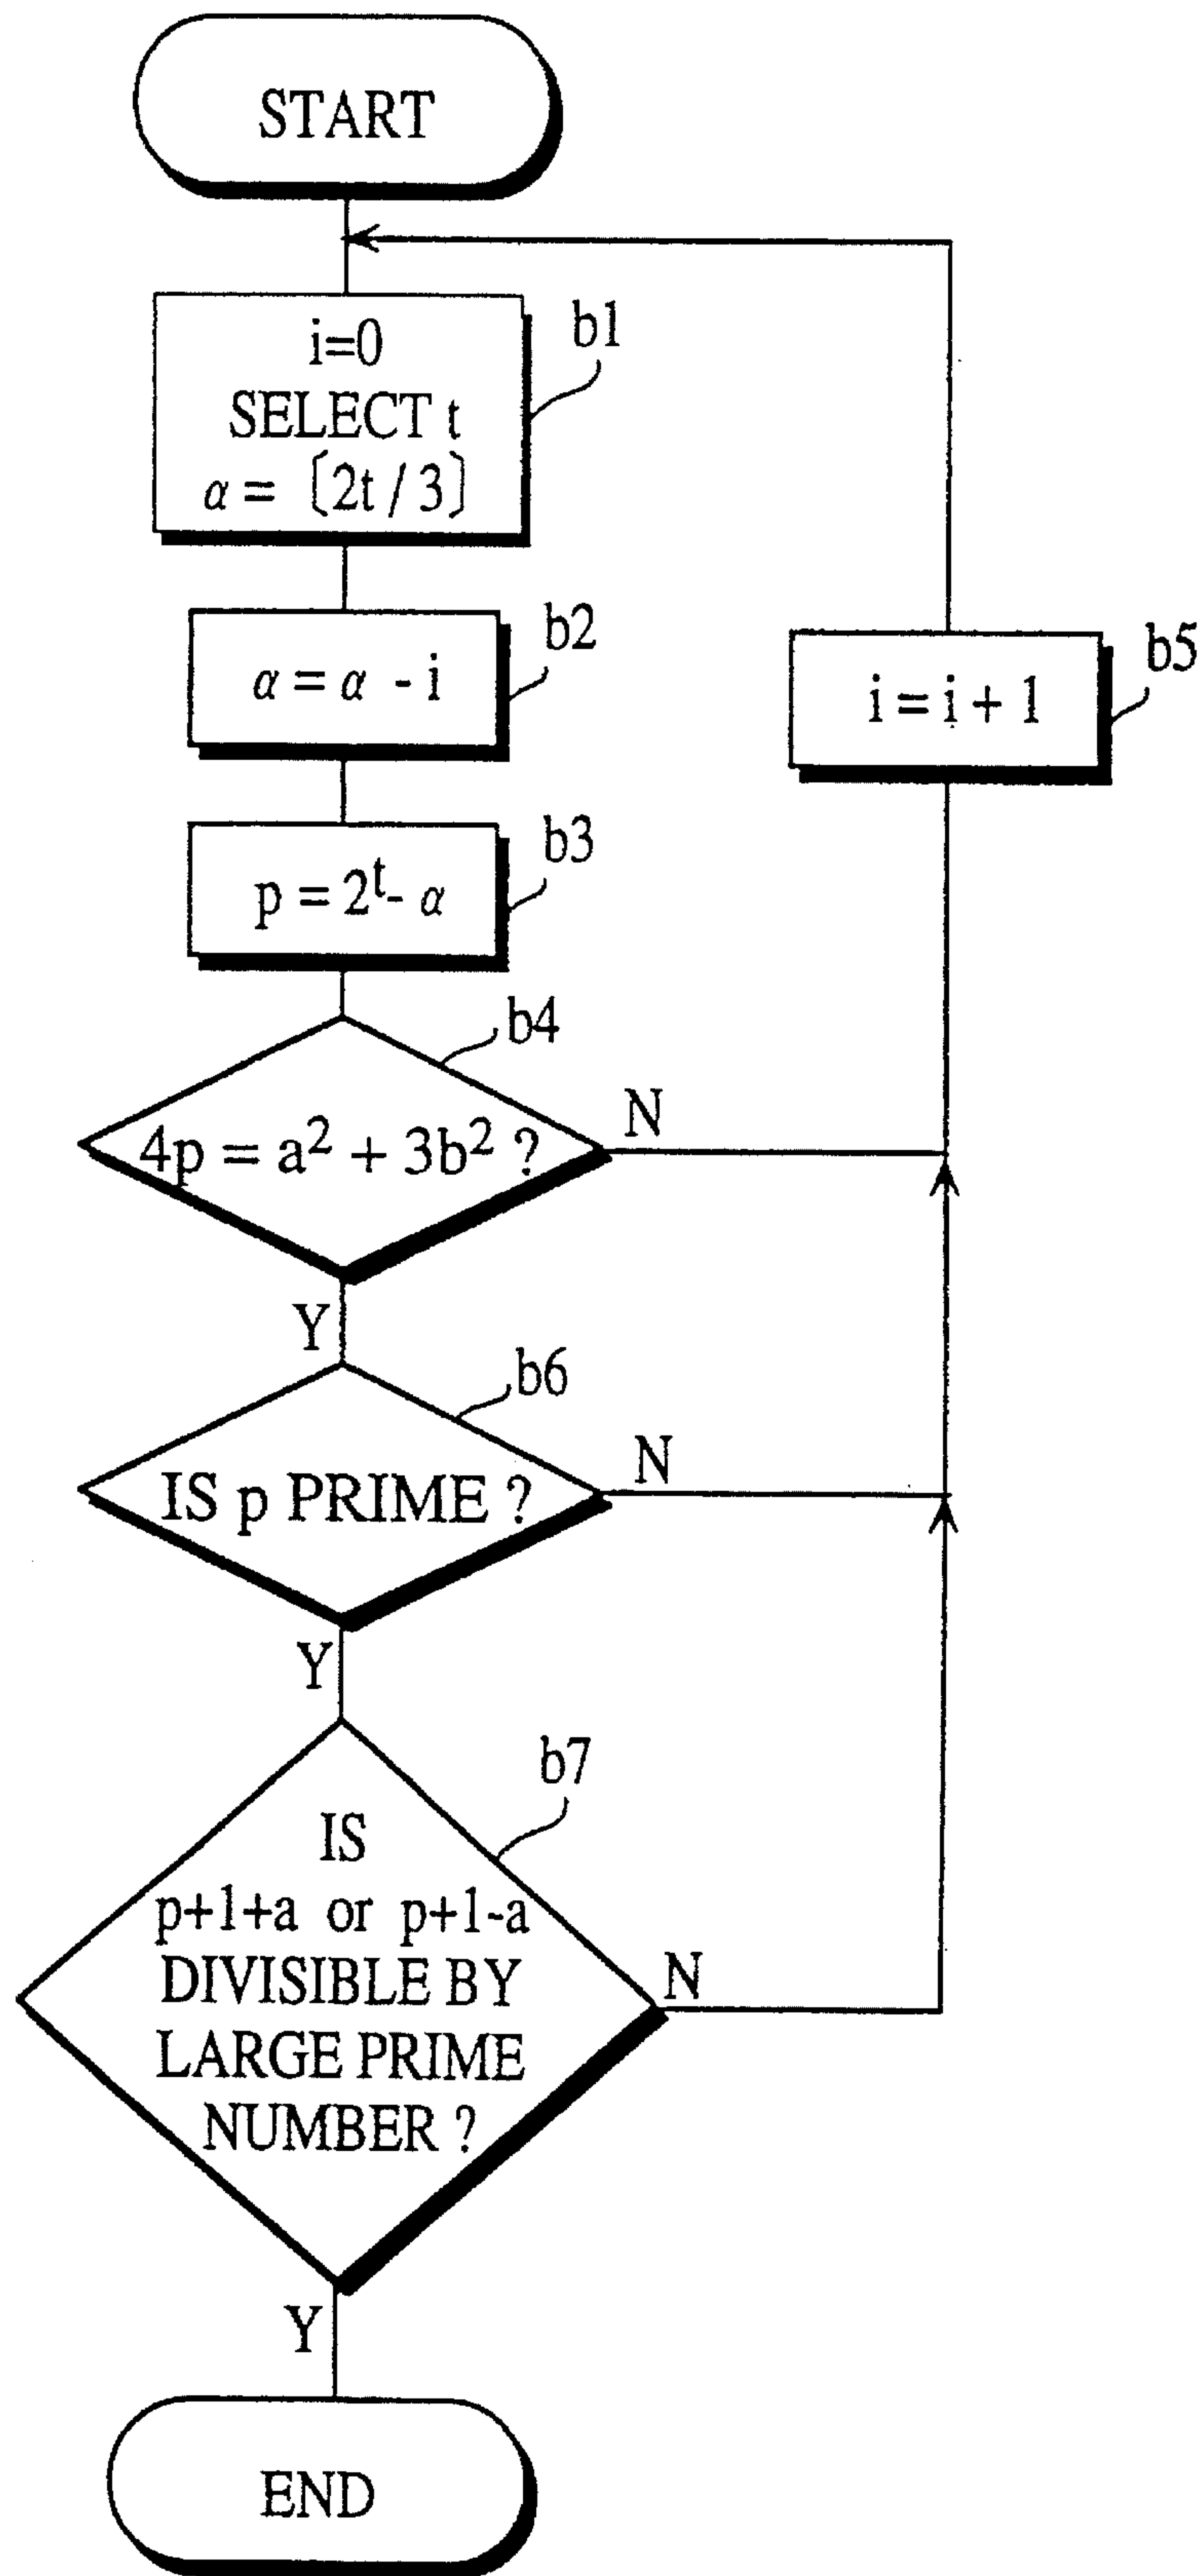 START
i=0
SELECT t
α = 〔2t / 3〕
b1
α = α - i
b2
i = i + 1
b5
p = 2ᵗ- α
b3
4p = a² + 3b² ?
b4
N
Y
IS p PRIME ?
b6
N
Y
IS
p+1+a or p+1-a
DIVISIBLE BY
LARGE PRIME
NUMBER ?
b7
N
Y
END